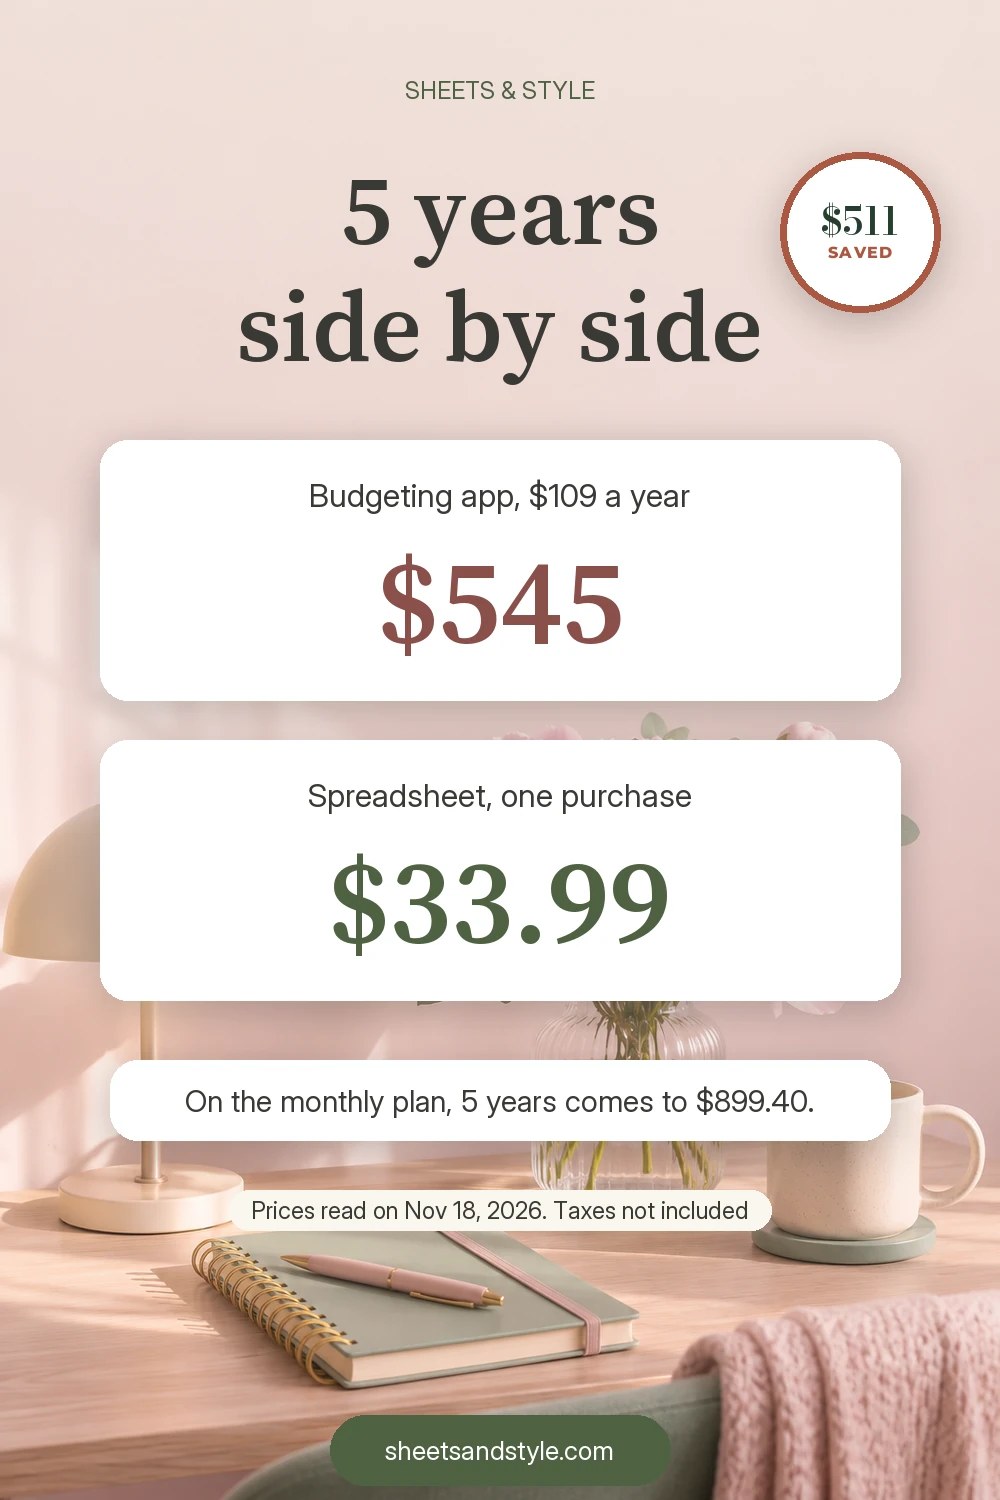 SHEETS & STYLE
5 years
side by side
$511
SAVED
Budgeting app, $109 a year
$545
Spreadsheet, one purchase
$33.99
On the monthly plan, 5 years comes to $899.40.
Prices read on Nov 18, 2026. Taxes not included
sheetsandstyle.com